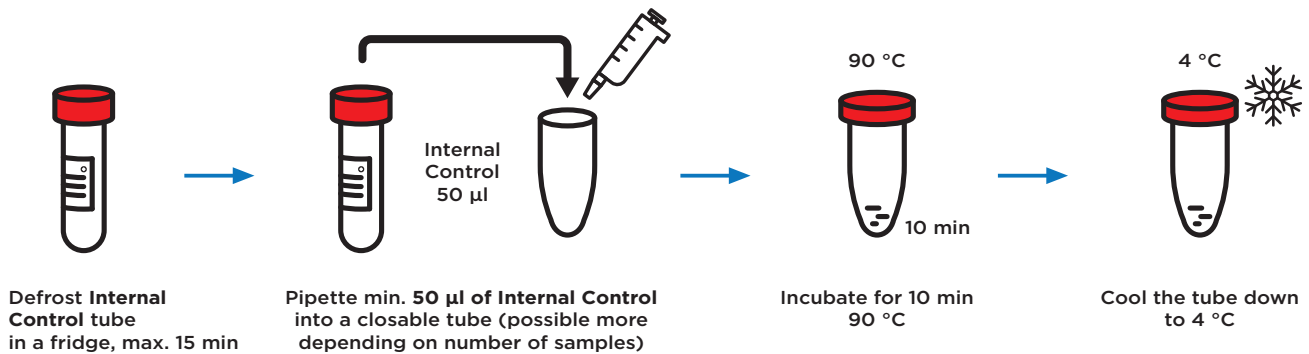 90 °C
4 °C
Internal
Control
50 µl
10 min
Defrost Internal
Control tube
in a fridge, max. 15 min
Pipette min. 50 µl of Internal Control
into a closable tube (possible more
depending on number of samples)
Incubate for 10 min
90 °C
Cool the tube down
to 4 °C